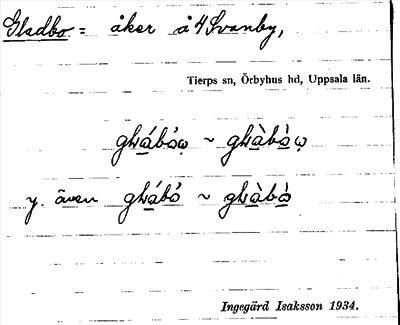 Gladbo = åker å 4 Svanby,
Tierps sn, Örbyhus hd, Uppsala län.
~
y. även ~
Ingegärd Isaksson 1934.